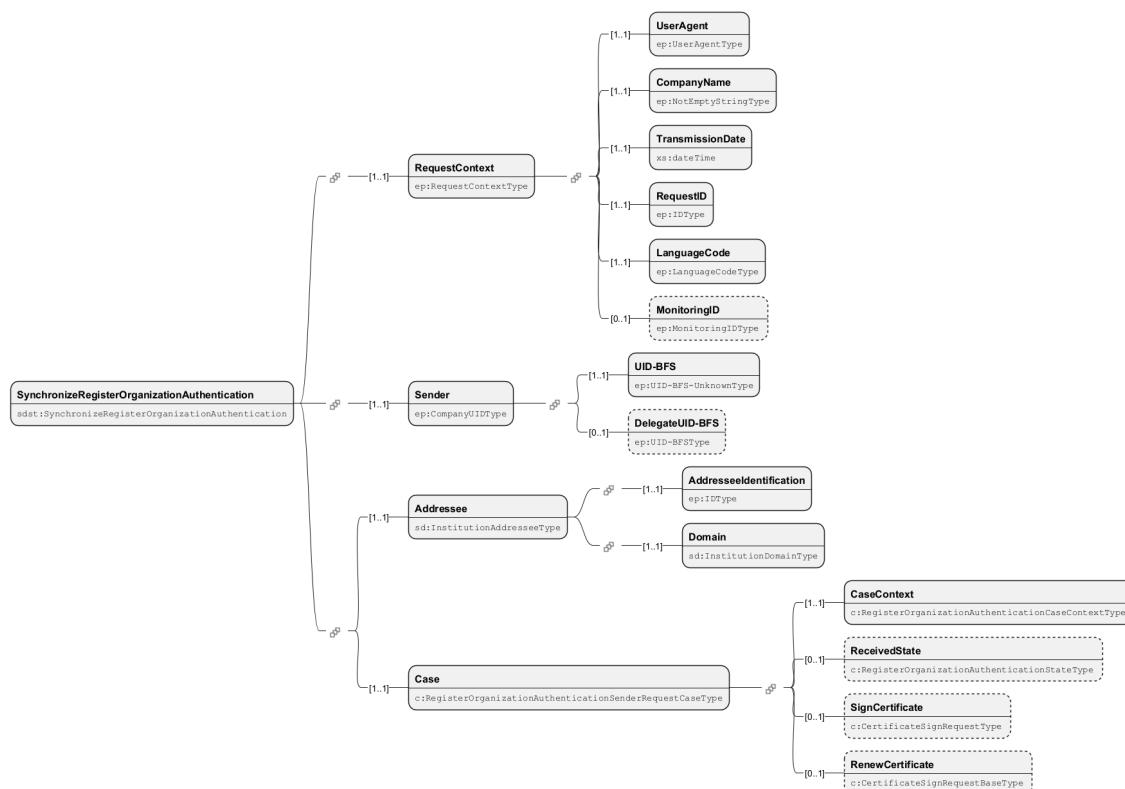 UserAgent
[1..1]
ep:UserAgentType
CompanyName
[1..1]
ep:NotEmptyStringType
TransmissionDate
[1..1]
xs:dateTime
RequestContext
[1..1]
ep:RequestContextType
RequestID
[1..1]
ep:IDType
LanguageCode
[1..1]
ep:LanguageCodeType
MonitoringID
[0..1]
ep:MonitoringIDType
SynchronizeRegisterOrganizationAuthentication
sdst:SynchronizeRegisterOrganizationAuthentication
Sender
[1..1]
ep:CompanyUIDType
UID-BFS
[1..1]
ep:UID-BFS-UnknownType
DelegateUID-BFS
[0..1]
ep:UID-BFSType
Addressee
[1..1]
sd:InstitutionAddresseeType
AddresseeIdentification
[1..1]
ep:IDType
Domain
[1..1]
sd:InstitutionDomainType
Case
[1..1]
c:RegisterOrganizationAuthenticationSenderRequestCaseType
CaseContext
[1..1]
c:RegisterOrganizationAuthenticationCaseContextType
ReceivedState
[0..1]
c:RegisterOrganizationAuthenticationStateType
SignCertificate
[0..1]
c:CertificateSignRequestType
RenewCertificate
[0..1]
c:CertificateSignRequestBaseType